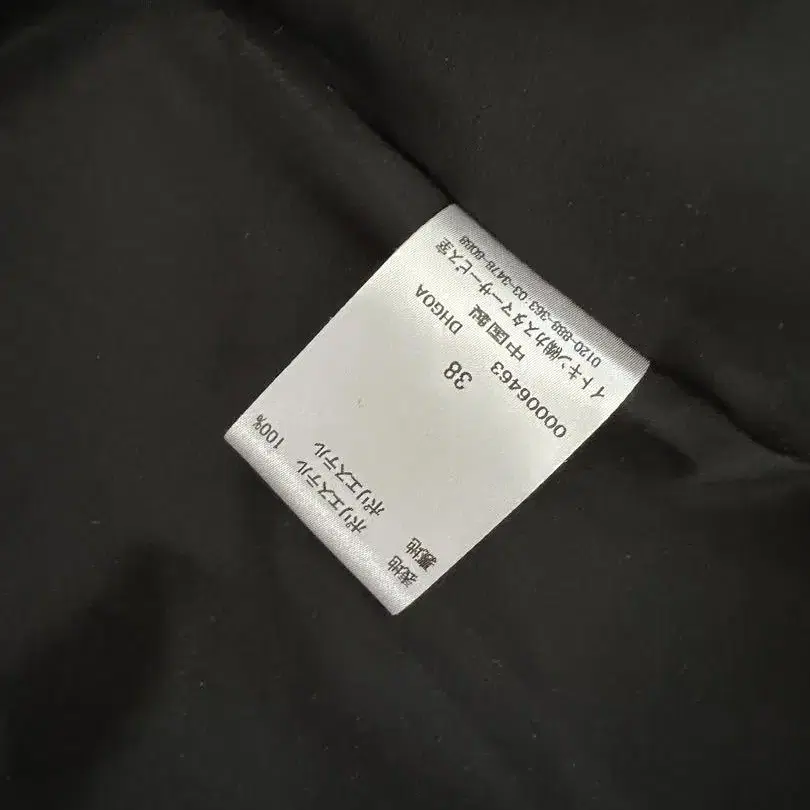 表地 ポリエステル 100%
裏地 ポリエステル
38
00006463 DHG0A
中国製
イトキン㈱カスタマーサービス室
0120-888-363 03-3478-8088